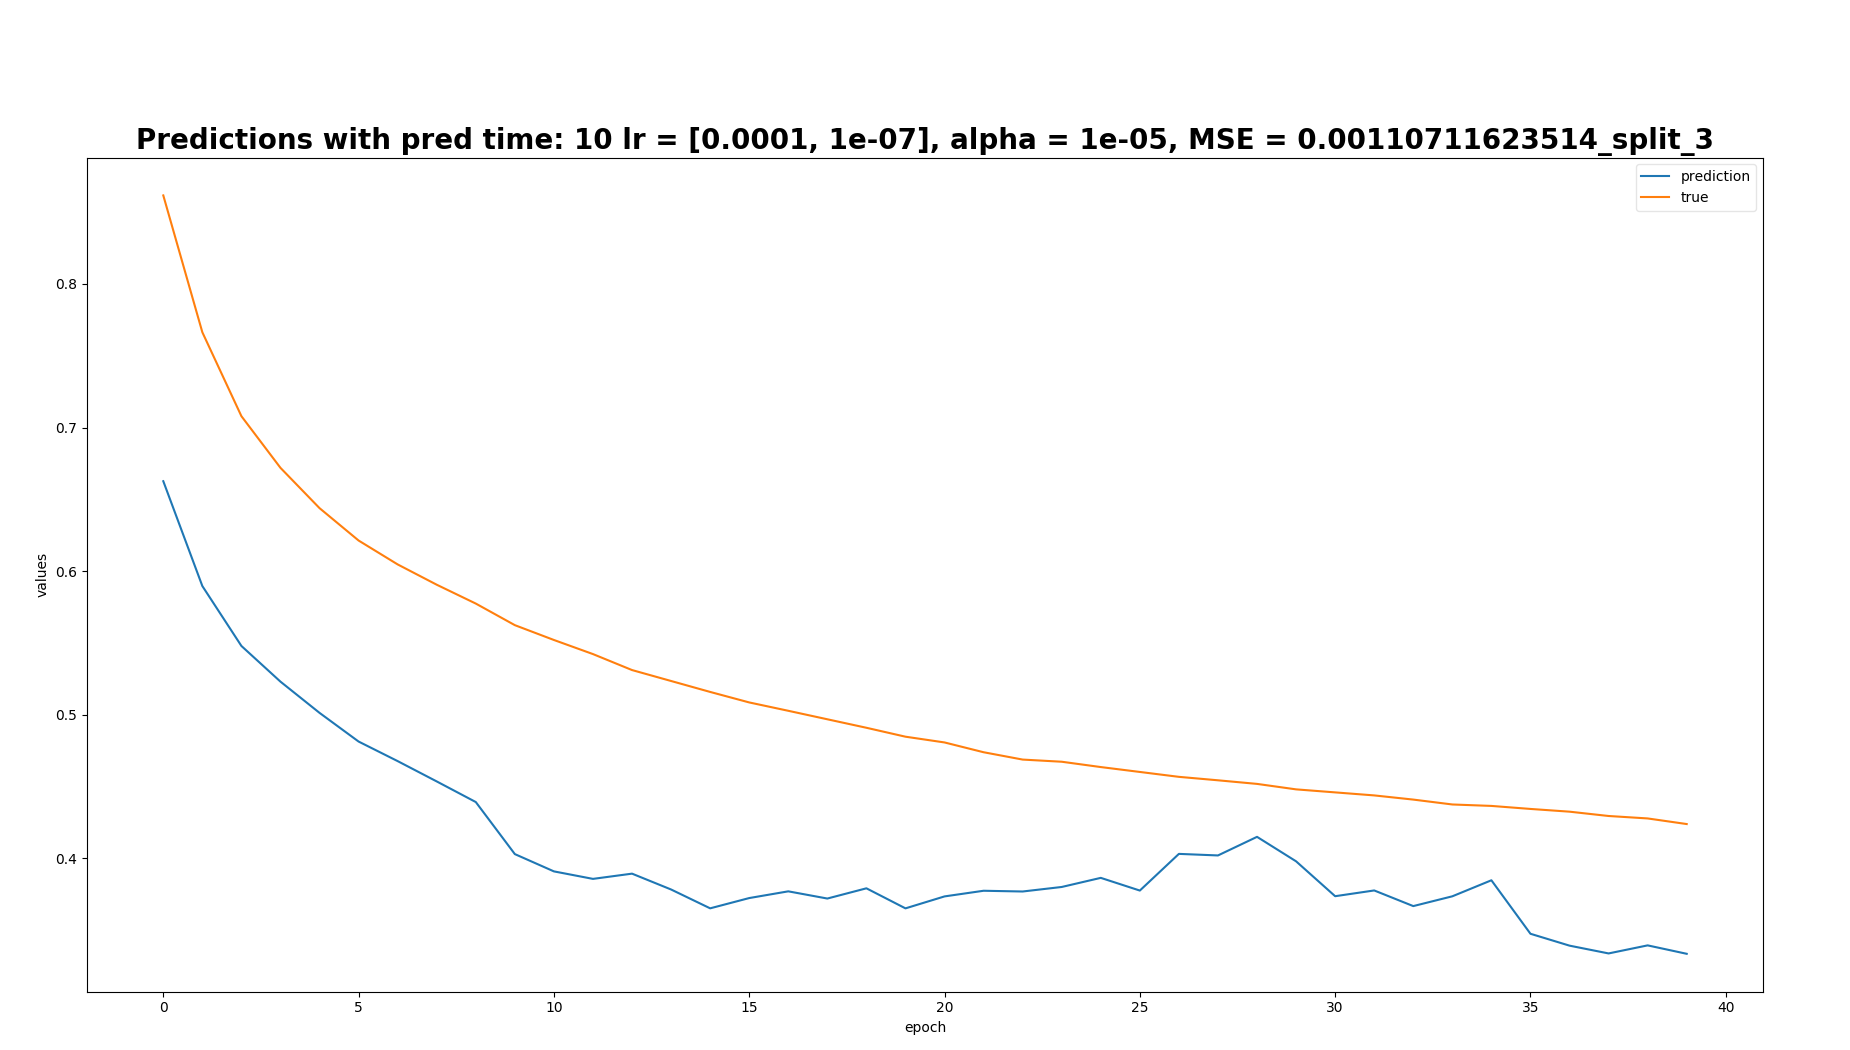 Predictions with pred time: 10 lr = [0.0001, 1e-07], alpha = 1e-05, MSE = 0.00110711623514_split_3
prediction
true
0.8
0.7
0.6
0.5
0.4
values
0 5 10 15 20 25 30 35 40
epoch